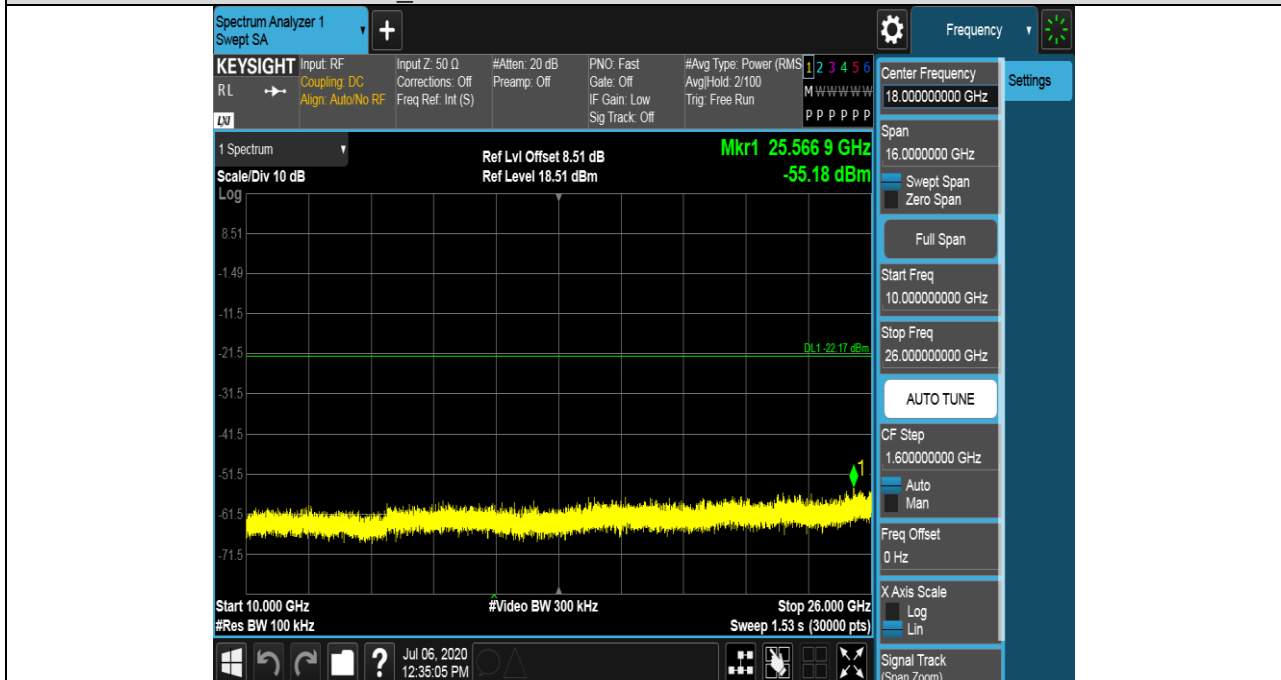 Spectrum Analyzer 1
Swept SA
+
Frequency
KEYSIGHT
RL
LXI
Input: RF
Coupling: DC
Align: Auto/No RF
Input Z: 50 Ω
Corrections: Off
Freq Ref: Int (S)
#Atten: 20 dB
Preamp: Off
PNO: Fast
Gate: Off
IF Gain: Low
Sig Track: Off
#Avg Type: Power (RMS
Avg|Hold: 2/100
Trig: Free Run
1 2 3 4 5 6
M W W W W W
P P P P P P
Center Frequency
18.000000000 GHz
Settings
1 Spectrum
Scale/Div 10 dB
Log
Ref Lvl Offset 8.51 dB
Ref Level 18.51 dBm
Mkr1 25.566 9 GHz
-55.18 dBm
Span
16.0000000 GHz
Swept Span
Zero Span
Full Span
Start Freq
10.000000000 GHz
Stop Freq
26.000000000 GHz
AUTO TUNE
CF Step
1.600000000 GHz
Auto
Man
Freq Offset
0 Hz
X Axis Scale
Log
Lin
Signal Track
(Span Zoom)
8.51
-1.49
-11.5
-21.5
DL1 -22.17 dBm
-31.5
-41.5
-51.5
1
-61.5
-71.5
Start 10.000 GHz
#Res BW 100 kHz
#Video BW 300 kHz
Stop 26.000 GHz
Sweep 1.53 s (30000 pts)
?
Jul 06, 2020
12:35:05 PM